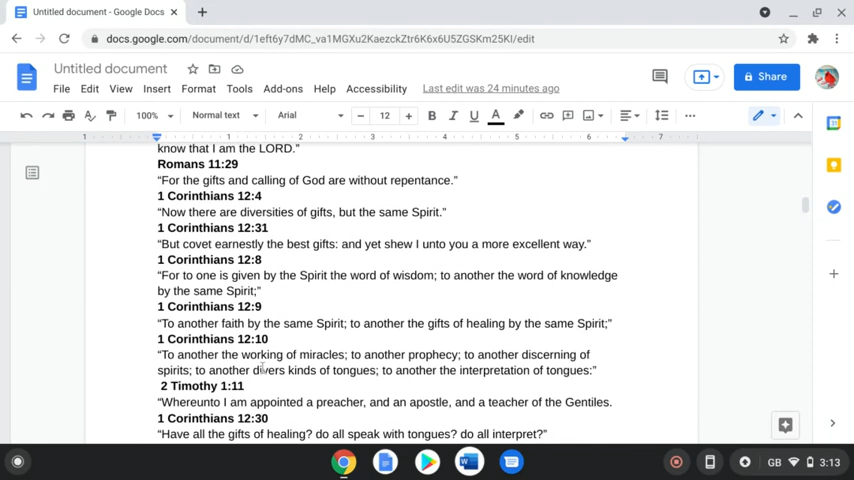 Untitled document - Google Docs
docs.google.com/document/d/1eft6y7dMC_va1MGXu2KaezckZtr6K6x6U5ZGSKm25KI/edit
Untitled document
File Edit View Insert Format Tools Add-ons Help Accessibility Last edit was 24 minutes ago
Share
100% Normal text Arial 12 B I U A
1 1 2 3 4 5 6 7
know that I am the LORD.”
Romans 11:29
“For the gifts and calling of God are without repentance.”
1 Corinthians 12:4
“Now there are diversities of gifts, but the same Spirit.”
1 Corinthians 12:31
“But covet earnestly the best gifts: and yet shew I unto you a more excellent way.”
1 Corinthians 12:8
“For to one is given by the Spirit the word of wisdom; to another the word of knowledge
by the same Spirit;”
1 Corinthians 12:9
“To another faith by the same Spirit; to another the gifts of healing by the same Spirit;”
1 Corinthians 12:10
“To another the working of miracles; to another prophecy; to another discerning of
spirits; to another divers kinds of tongues; to another the interpretation of tongues:”
2 Timothy 1:11
“Whereunto I am appointed a preacher, and an apostle, and a teacher of the Gentiles.
1 Corinthians 12:30
“Have all the gifts of healing? do all speak with tongues? do all interpret?”
GB 3:13